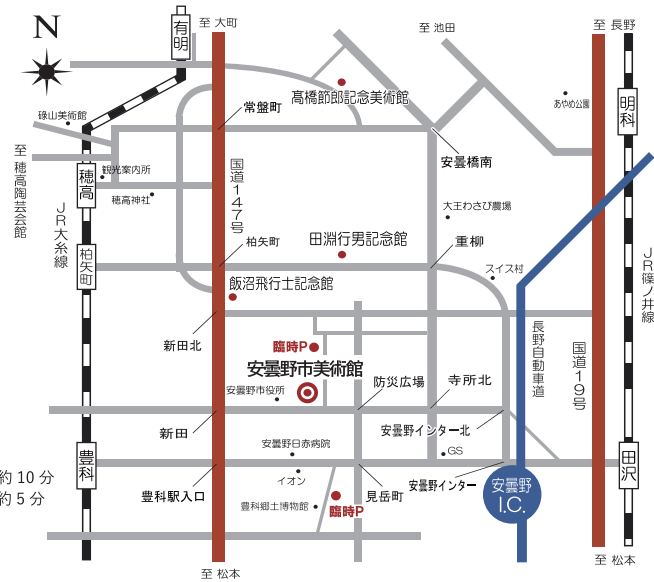 N
至 大町
有明
至 池田
至 長野
髙橋節郎記念美術館
あやめ公園
明科
碌山美術館
常盤町
安曇橋南
至 穂高陶芸会館
観光案内所
穂高
穂高神社
国道147号
大王わさび農場
JR大糸線
柏矢町
柏矢町
田淵行男記念館
重柳
スイス村
JR篠ノ井線
飯沼飛行士記念館
長野自動車道
国道19号
新田北
臨時P
安曇野市美術館
安曇野市役所
防災広場
寺所北
新田
安曇野インター北
豊科
安曇野日赤病院
GS
田沢
約 10 分
イオン
安曇野インター
安曇野
I.C.
約 5 分
豊科駅入口
見岳町
豊科郷土博物館
臨時P
至 松本
至 松本